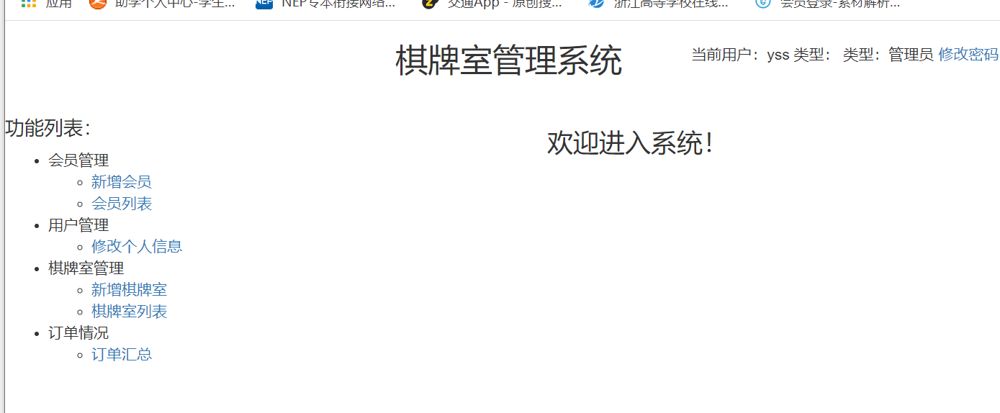 应用 助学个人中心-学生... NEP专本衔接网络... 交通App - 原创搜... 浙江高等学校在线... 会员登录-素材解析...
棋牌室管理系统
当前用户：yss 类型： 类型：管理员 修改密码
功能列表：
欢迎进入系统！
会员管理
新增会员
会员列表
用户管理
修改个人信息
棋牌室管理
新增棋牌室
棋牌室列表
订单情况
订单汇总